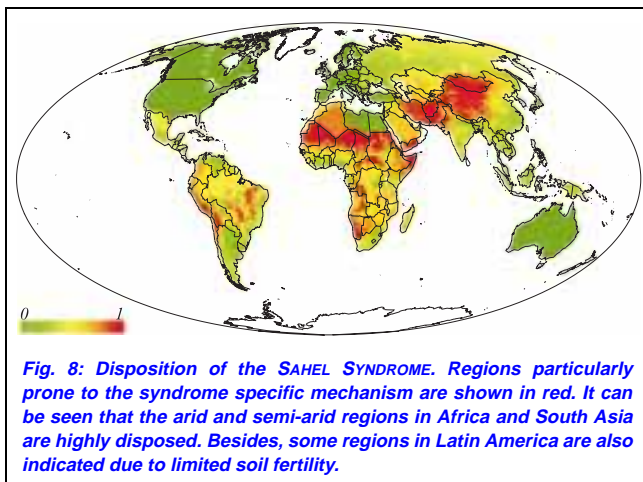 0 1
Fig. 8: Disposition of the SAHEL SYNDROME. Regions particularly
prone to the syndrome specific mechanism are shown in red. It can
be seen that the arid and semi-arid regions in Africa and South Asia
are highly disposed. Besides, some regions in Latin America are also
indicated due to limited soil fertility.